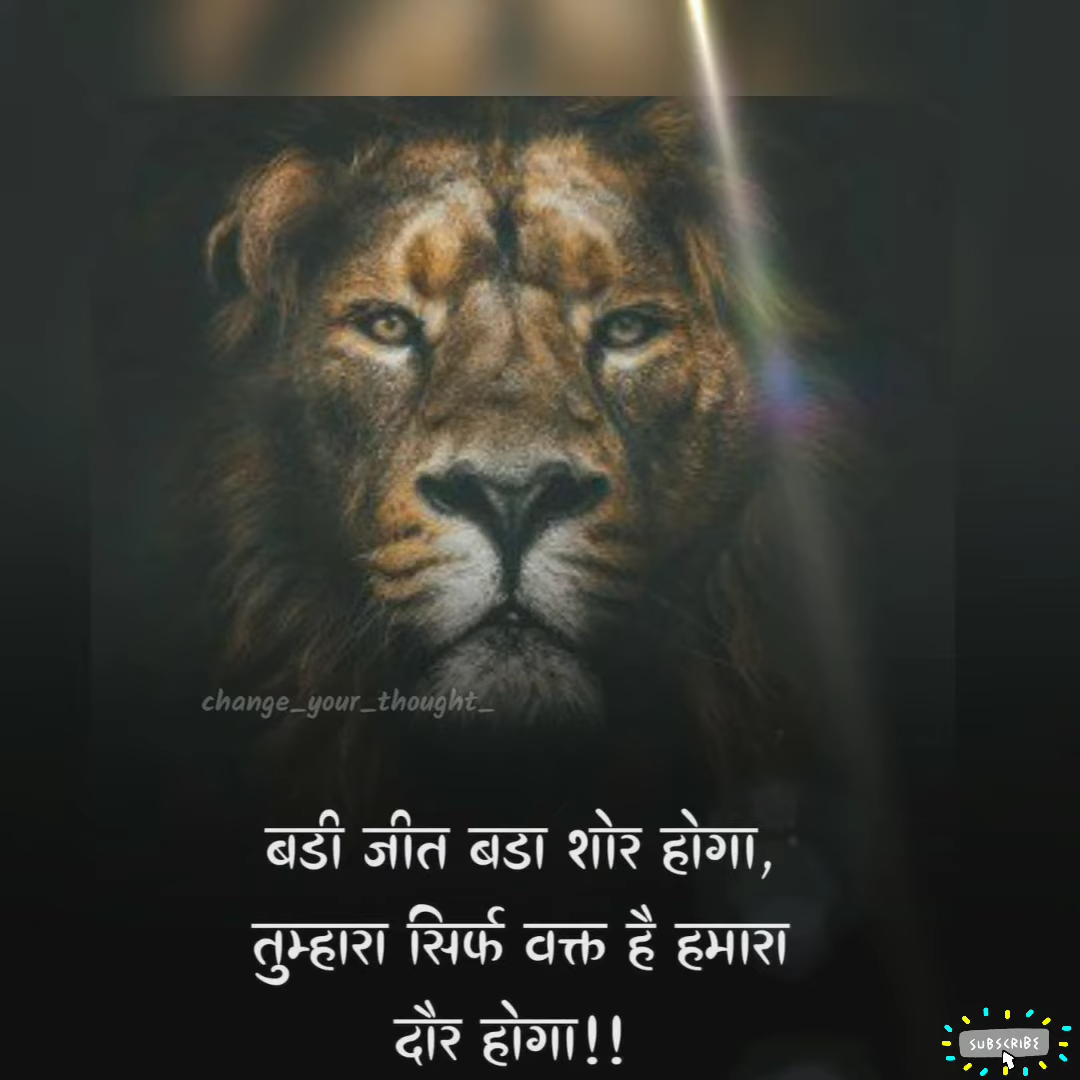 change_your_thought_
बडी जीत बडा शोर होगा,
तुम्हारा सिर्फ वक्त है हमारा
दौर होगा!!
SUBSCRIBE